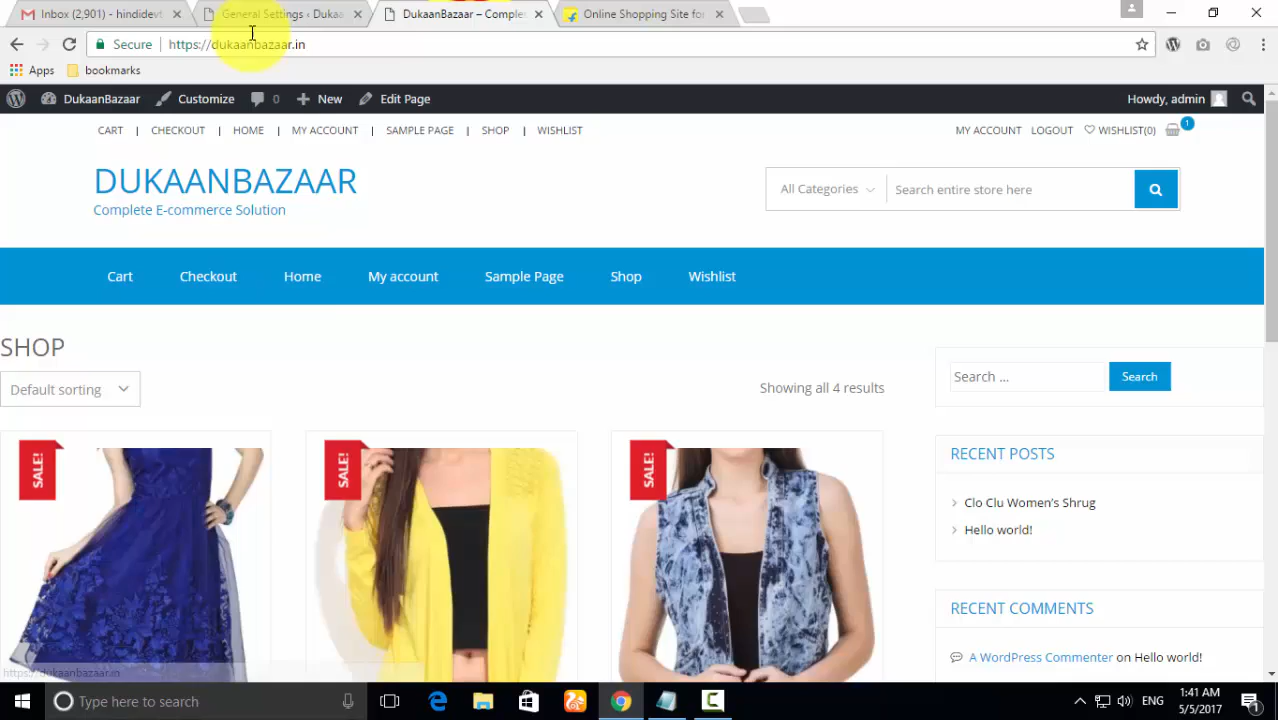 Inbox (2,901) - hindidevt
General Settings ‹ Dukaa
DukaanBazaar – Comple
Online Shopping Site for
Secure
https://dukaanbazaar.in
Apps
bookmarks
DukaanBazaar
Customize
0
New
Edit Page
Howdy, admin
CART | CHECKOUT | HOME | MY ACCOUNT | SAMPLE PAGE | SHOP | WISHLIST
MY ACCOUNT LOGOUT WISHLIST(0) 1
DUKAANBAZAAR
Complete E-commerce Solution
All Categories
Search entire store here
Cart Checkout Home My account Sample Page Shop Wishlist
SHOP
Default sorting
Showing all 4 results
Search ...
Search
SALE!
SALE!
SALE!
RECENT POSTS
Clo Clu Women's Shrug
Hello world!
RECENT COMMENTS
A WordPress Commenter on Hello world!
https://dukaanbazaar.in
Type here to search
ENG
1:41 AM
5/5/2017
1